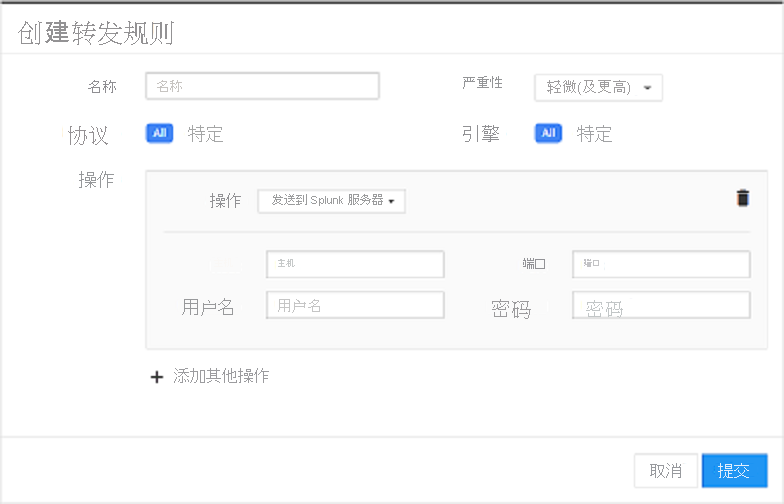 创建转发规则
名称 名称 严重性 轻微(及更高)
协议 All 特定 引擎 All 特定
操作
操作 发送到 Splunk 服务器
主机 端口 端口
用户名 用户名 密码 密码
+ 添加其他操作
取消 提交